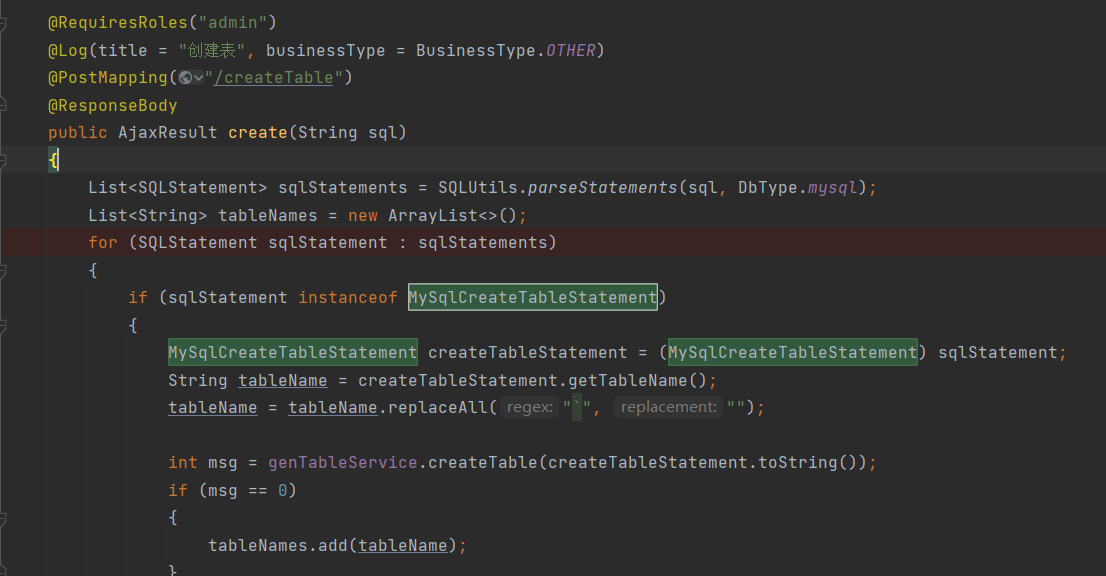 @RequiresRoles("admin")
@Log(title = "创建表", businessType = BusinessType.OTHER)
@PostMapping("/createTable")
@ResponseBody
public AjaxResult create(String sql)
{
List<SQLStatement> sqlStatements = SQLUtils.parseStatements(sql, DbType.mysql);
List<String> tableNames = new ArrayList<>();
for (SQLStatement sqlStatement : sqlStatements)
{
if (sqlStatement instanceof MySqlCreateTableStatement)
{
MySqlCreateTableStatement createTableStatement = (MySqlCreateTableStatement) sqlStatement;
String tableName = createTableStatement.getTableName();
tableName = tableName.replaceAll( regex: "`", replacement: "");
int msg = genTableService.createTable(createTableStatement.toString());
if (msg == 0)
{
tableNames.add(tableName);
}